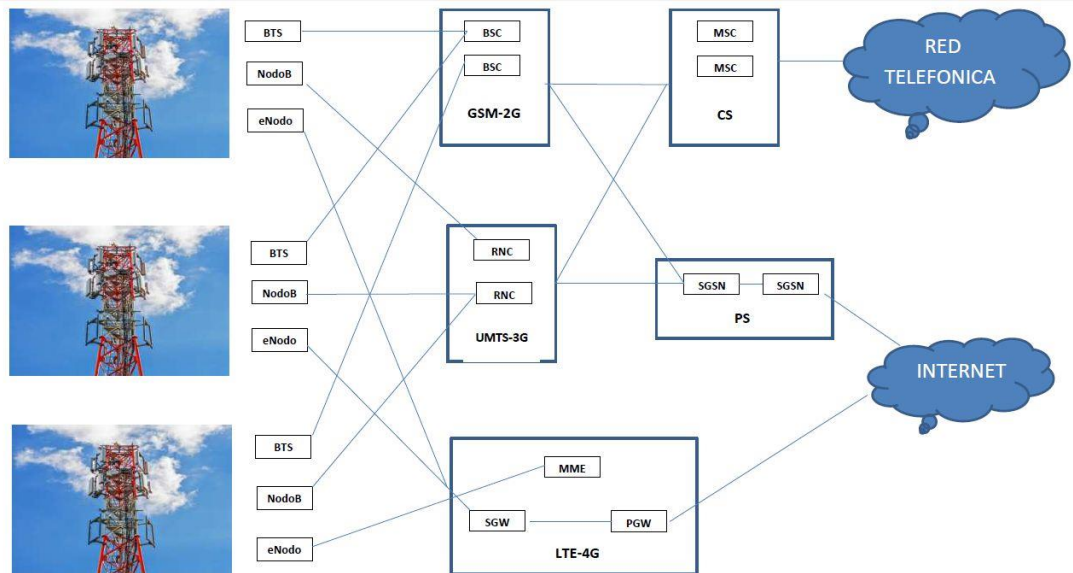 BTS
NodoB
eNodo
BSC
BSC
GSM-2G
MSC
MSC
CS
RED
TELEFONICA
BTS
NodoB
eNodo
RNC
RNC
UMTS-3G
SGSN
SGSN
PS
INTERNET
BTS
NodoB
eNodo
MME
SGW
PGW
LTE-4G